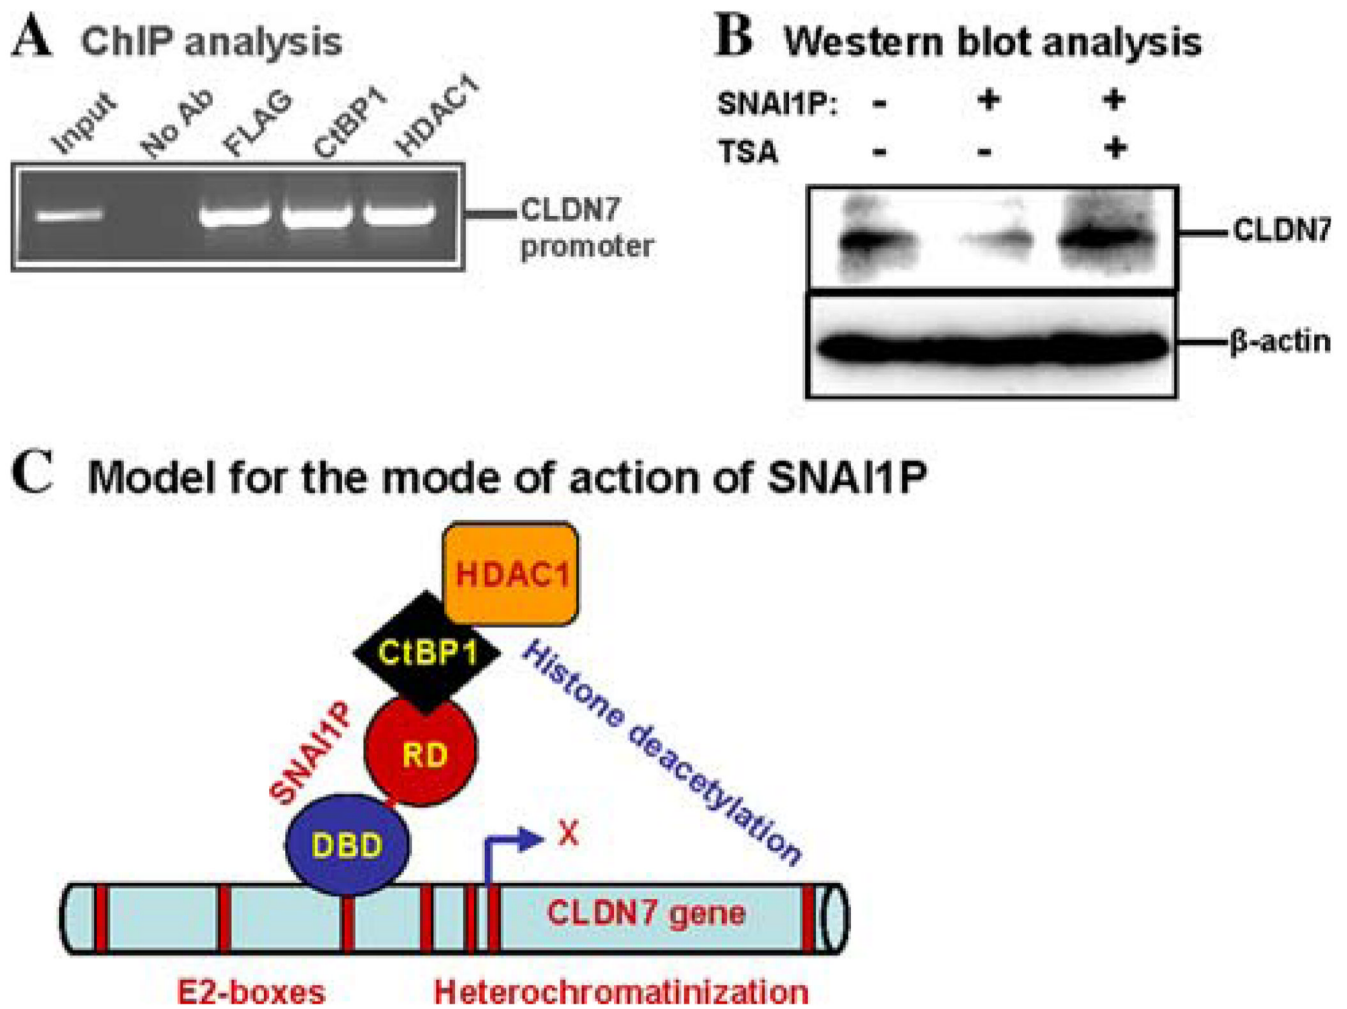 A ChIP analysis
Input No Ab FLAG CtBP1 HDAC1
CLDN7
promoter
B Western blot analysis
SNAI1P: - + +
TSA - - +
CLDN7
β-actin
C Model for the mode of action of SNAI1P
HDAC1
CtBP1
Histone deacetylation
SNAI1P
RD
DBD
X
CLDN7 gene
E2-boxes
Heterochromatinization